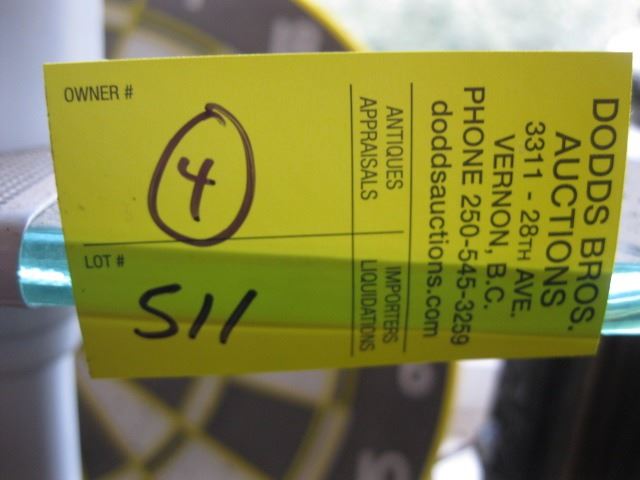 DODDS BROS.
AUCTIONS
3311 - 28TH AVE.
VERNON, B.C.
PHONE 250-545-3259
doddsauctions.com
ANTIQUES
APPRAISALS
IMPORTERS
LIQUIDATIONS
OWNER #
4
LOT #
511